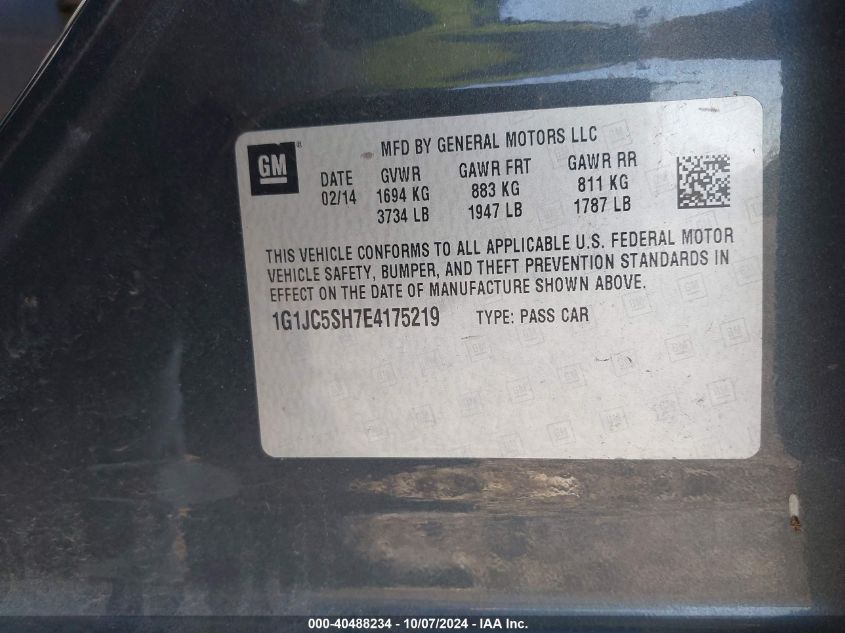 GM
MFD BY GENERAL MOTORS LLC
DATE GVWR GAWR FRT GAWR RR
02/14 1694 KG 883 KG 811 KG
3734 LB 1947 LB 1787 LB
THIS VEHICLE CONFORMS TO ALL APPLICABLE U.S. FEDERAL MOTOR
VEHICLE SAFETY, BUMPER, AND THEFT PREVENTION STANDARDS IN
EFFECT ON THE DATE OF MANUFACTURE SHOWN ABOVE.
1G1JC5SH7E4175219 TYPE: PASS CAR
000-40488234 - 10/07/2024 - IAA Inc.